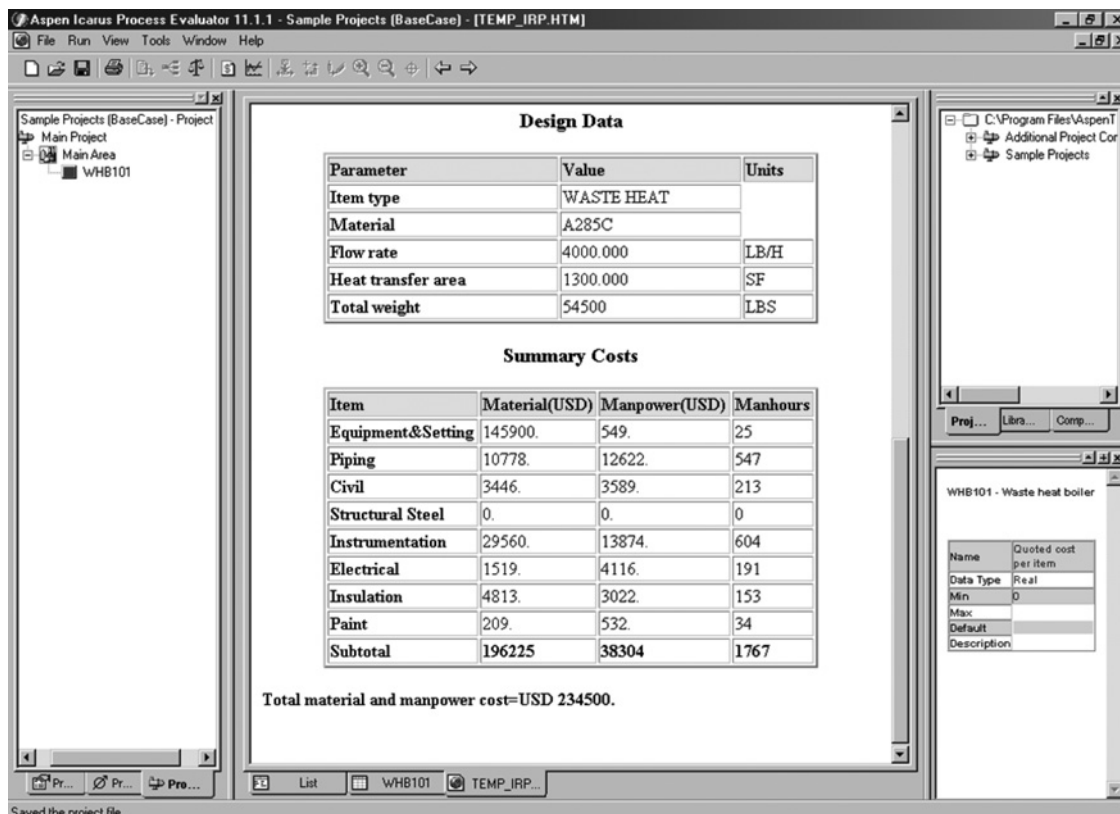 Aspen Icarus Process Evaluator 11.1.1 - Sample Projects (BaseCase) - [TEMP_IRP.HTM]
File Run View Tools Window Help
Sample Projects (BaseCase) - Project
Main Project
Main Area
WHB101
Design Data
Parameter Value Units
Item type WASTE HEAT
Material A285C
Flow rate 4000.000 LB/H
Heat transfer area 1300.000 SF
Total weight 54500 LBS
Summary Costs
Item Material(USD) Manpower(USD) Manhours
Equipment&Setting 145900. 549. 25
Piping 10778. 12622. 547
Civil 3446. 3589. 213
Structural Steel 0. 0. 0
Instrumentation 29560. 13874. 604
Electrical 1519. 4116. 191
Insulation 4813. 3022. 153
Paint 209. 532. 34
Subtotal 196225 38304 1767
Total material and manpower cost=USD 234500.
Pr... Pr... Pro...
List WHB101 TEMP_IRP...
C:\Program Files\AspenT
Additional Project Cor
Sample Projects
Proj... Libra... Comp...
WHB101 - Waste heat boiler
Name Quoted cost
per item
Data Type Real
Min 0
Max
Default
Description
Saved the project file